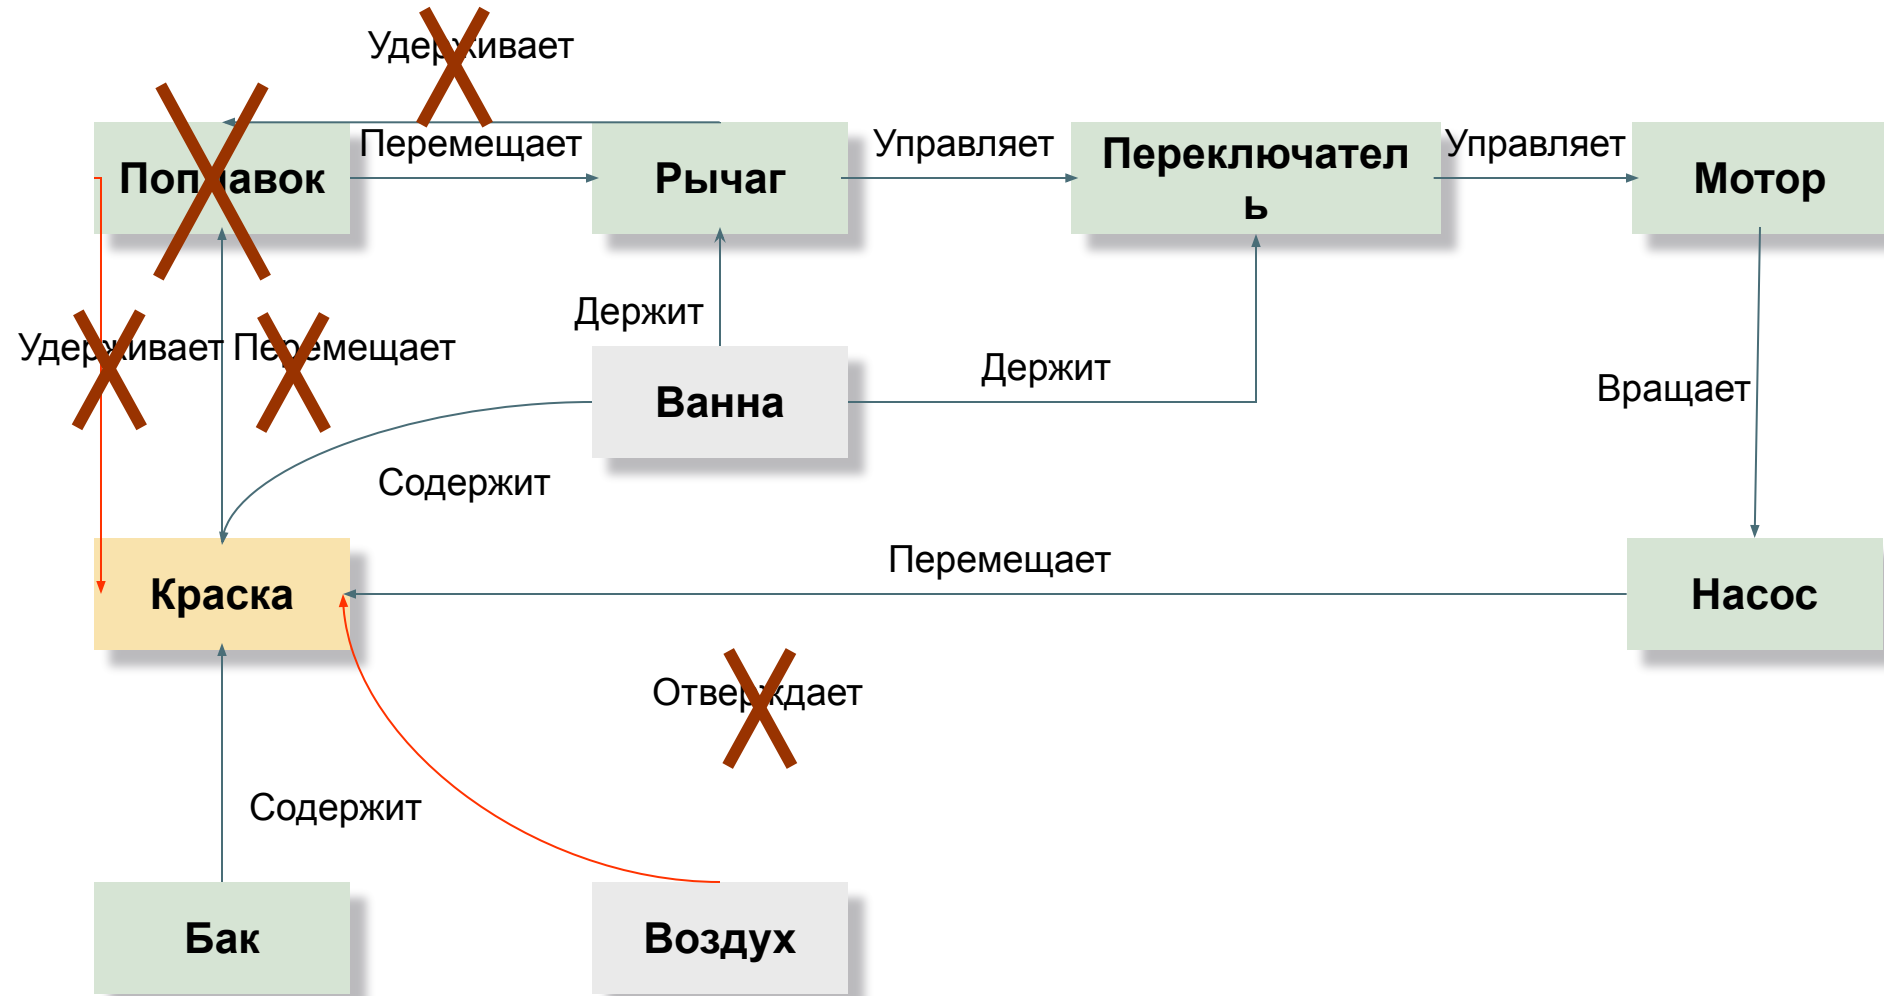 Удерживает
Поплавок
Перемещает
Рычаг
Управляет
Переключател
ь
Управляет
Мотор
Удерживает
Перемещает
Держит
Ванна
Держит
Вращает
Содержит
Краска
Перемещает
Насос
Отверждает
Содержит
Бак
Воздух